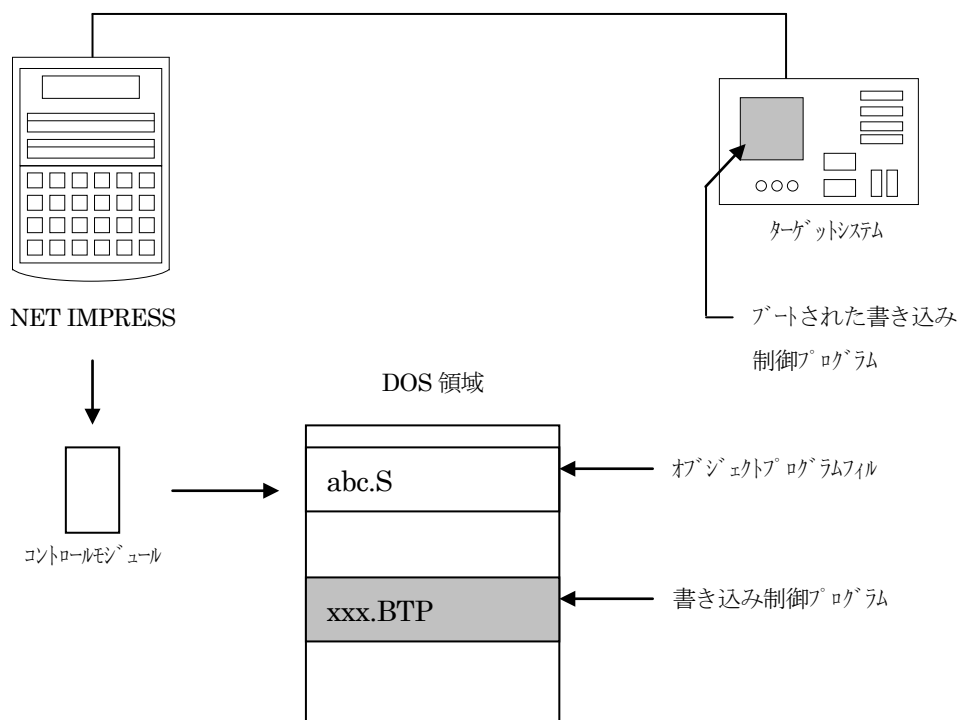 ﾀｰｹﾞｯﾄｼｽﾃﾑ
NET IMPRESS
ﾌﾞｰﾄされた書き込み
制御ﾌﾟﾛｸﾞﾗﾑ
DOS 領域
abc.S
ｵﾌﾞｼﾞｪｸﾄﾌﾟﾛｸﾞﾗﾑﾌｨﾙ
ｺﾝﾄﾛｰﾙﾓｼﾞｭｰﾙ
xxx.BTP
書き込み制御ﾌﾟﾛｸﾞﾗﾑ